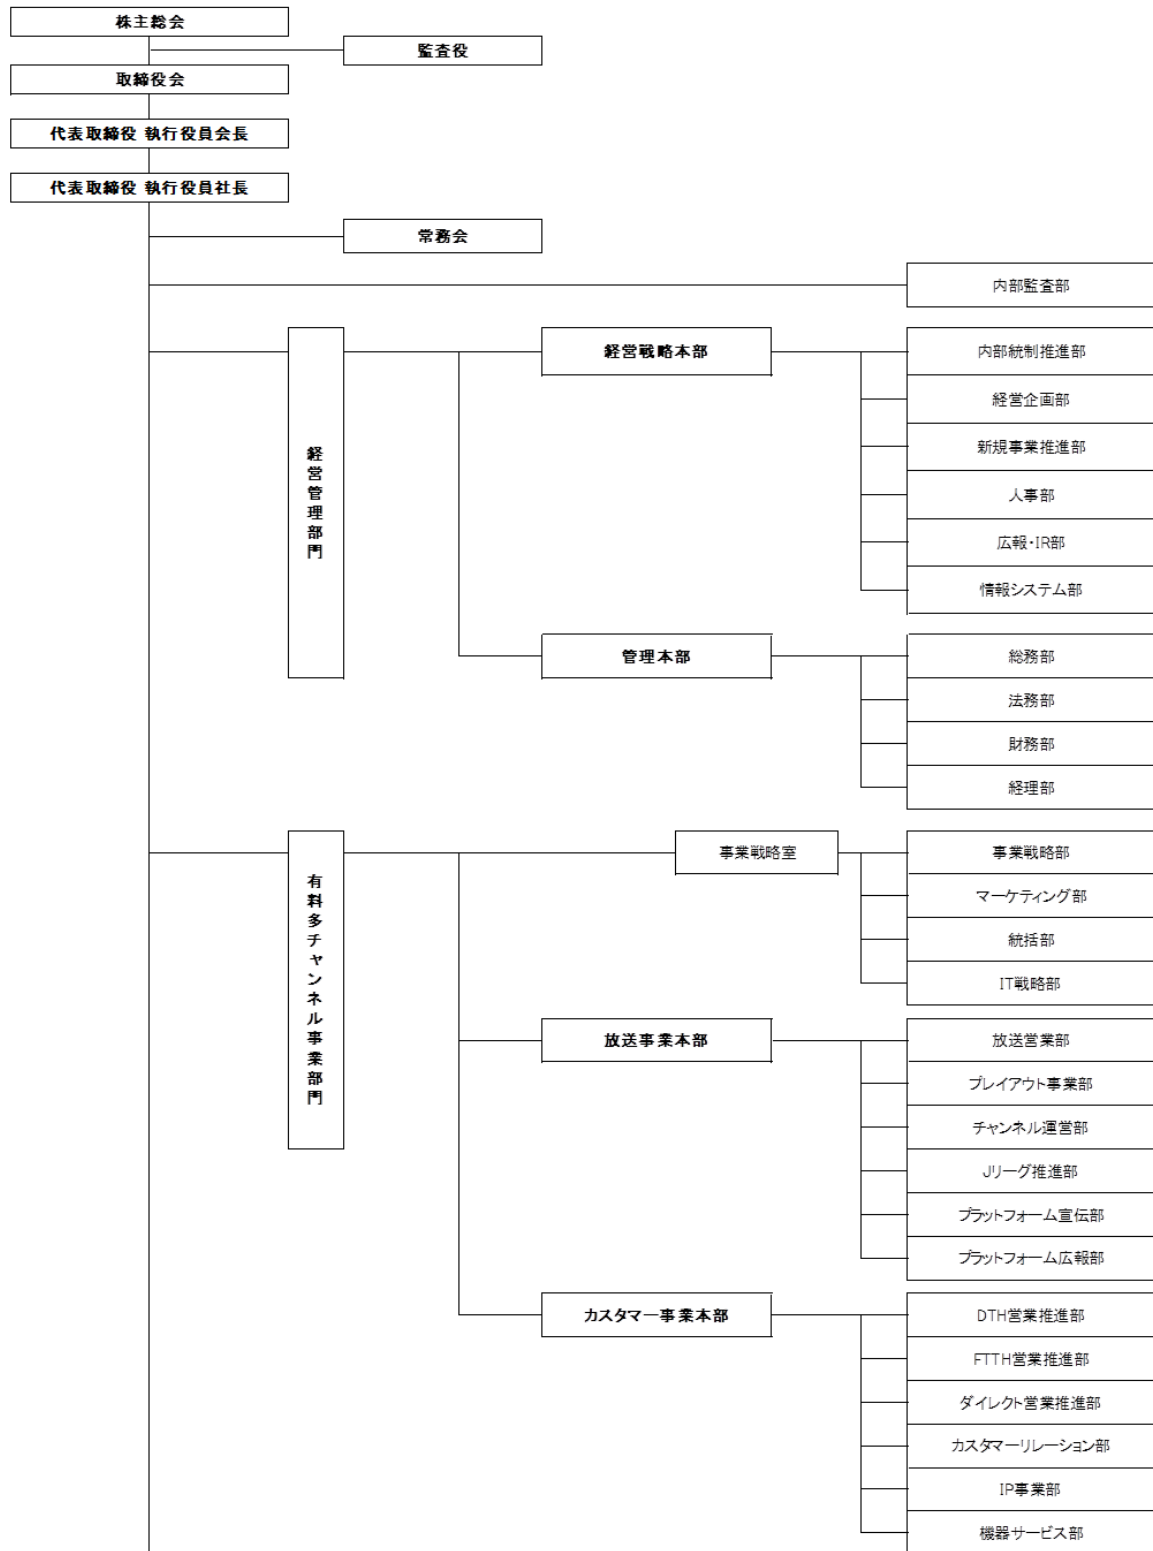 株主総会
監査役
取締役会
代表取締役 執行役員会長
代表取締役 執行役員社長
常務会
内部監査部
経営管理部門
経営戦略本部
内部統制推進部
経営企画部
新規事業推進部
人事部
広報・IR部
情報システム部
管理本部
総務部
法務部
財務部
経理部
有料多チャンネル事業部門
事業戦略室
事業戦略部
マーケティング部
統括部
IT戦略部
放送事業本部
放送営業部
プレイアウト事業部
チャンネル運営部
Jリーグ推進部
プラットフォーム宣伝部
プラットフォーム広報部
カスタマー事業本部
DTH営業推進部
FTTH営業推進部
ダイレクト営業推進部
カスタマーリレーション部
IP事業部
機器サービス部